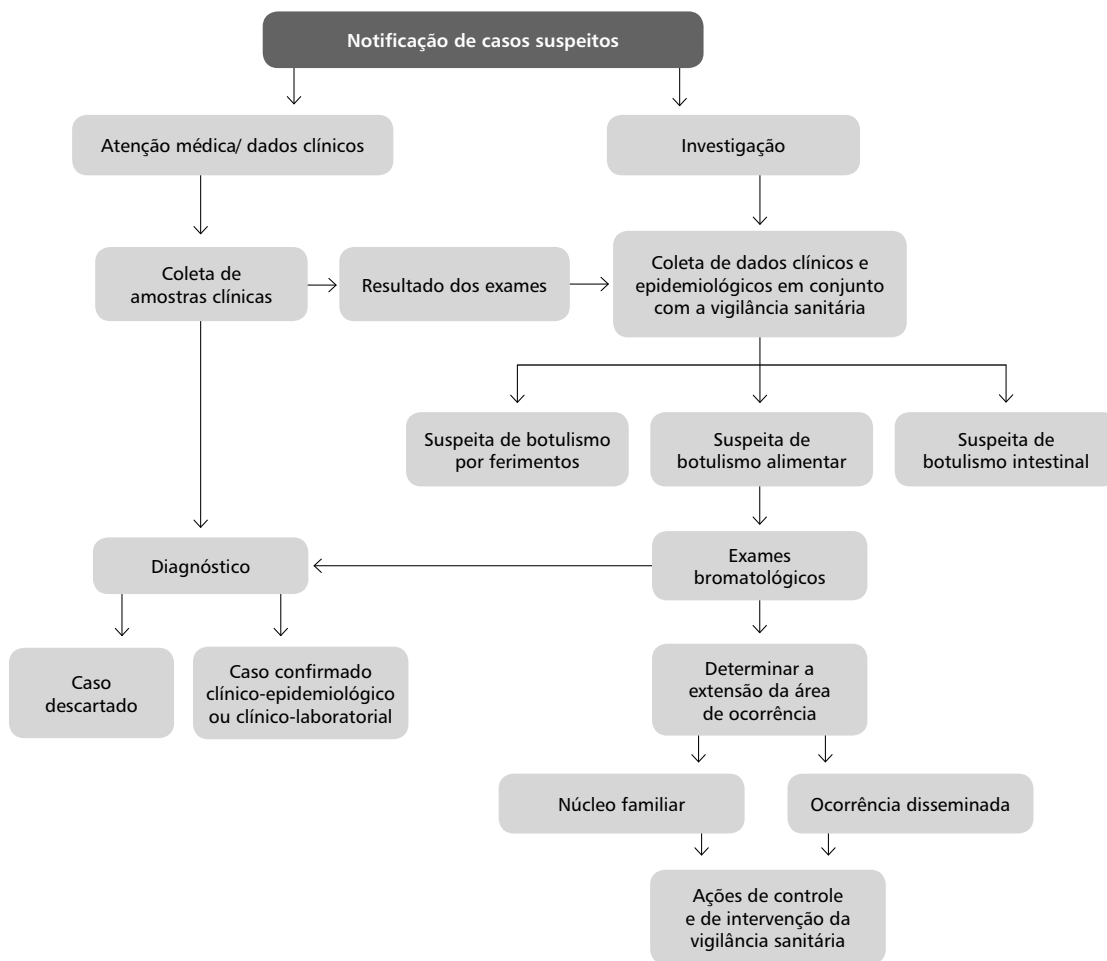 Notificação de casos suspeitos
Atenção médica/ dados clínicos
Investigação
Coleta de
amostras clínicas
Resultado dos exames
Coleta de dados clínicos e
epidemiológicos em conjunto
com a vigilância sanitária
Suspeita de botulismo
por ferimentos
Suspeita de
botulismo alimentar
Suspeita de
botulismo intestinal
Diagnóstico
Exames
bromatológicos
Caso
descartado
Caso confirmado
clínico-epidemiológico
ou clínico-laboratorial
Determinar a
extensão da área
de ocorrência
Núcleo familiar
Ocorrência disseminada
Ações de controle
e de intervenção da
vigilância sanitária